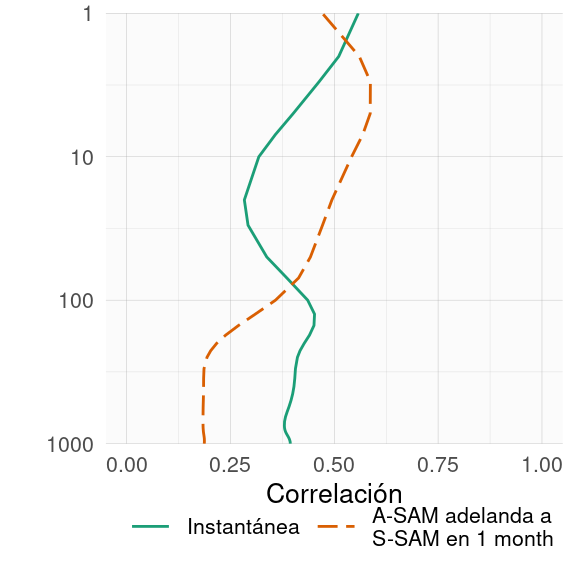 1
10
100
1000
0.00 0.25 0.50 0.75 1.00
Correlación
Instantánea
A-SAM adelanda a
S-SAM en 1 month